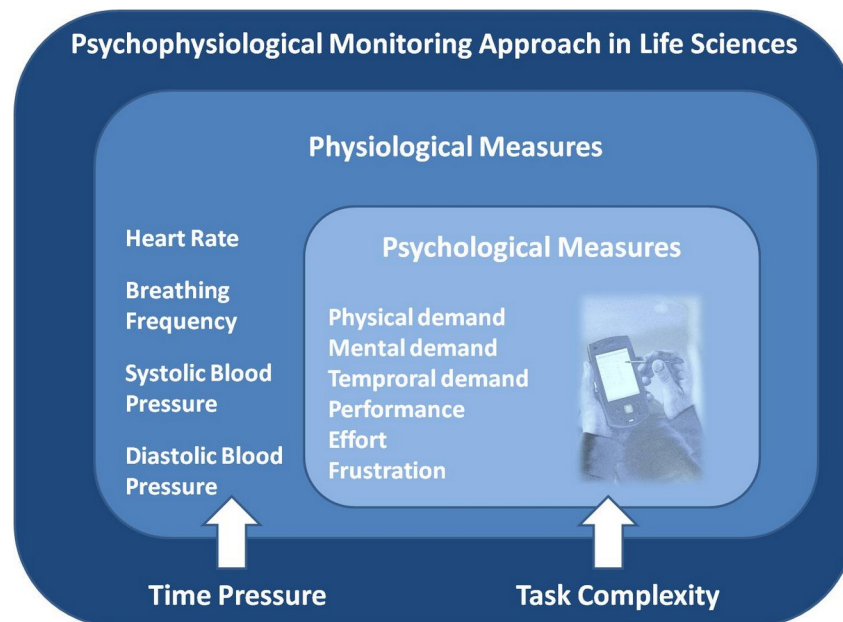 Psychophysiological Monitoring Approach in Life Sciences
Physiological Measures
Heart Rate
Breathing
Frequency
Systolic Blood
Pressure
Diastolic Blood
Pressure
Psychological Measures
Physical demand
Mental demand
Temproral demand
Performance
Effort
Frustration
Time Pressure
Task Complexity